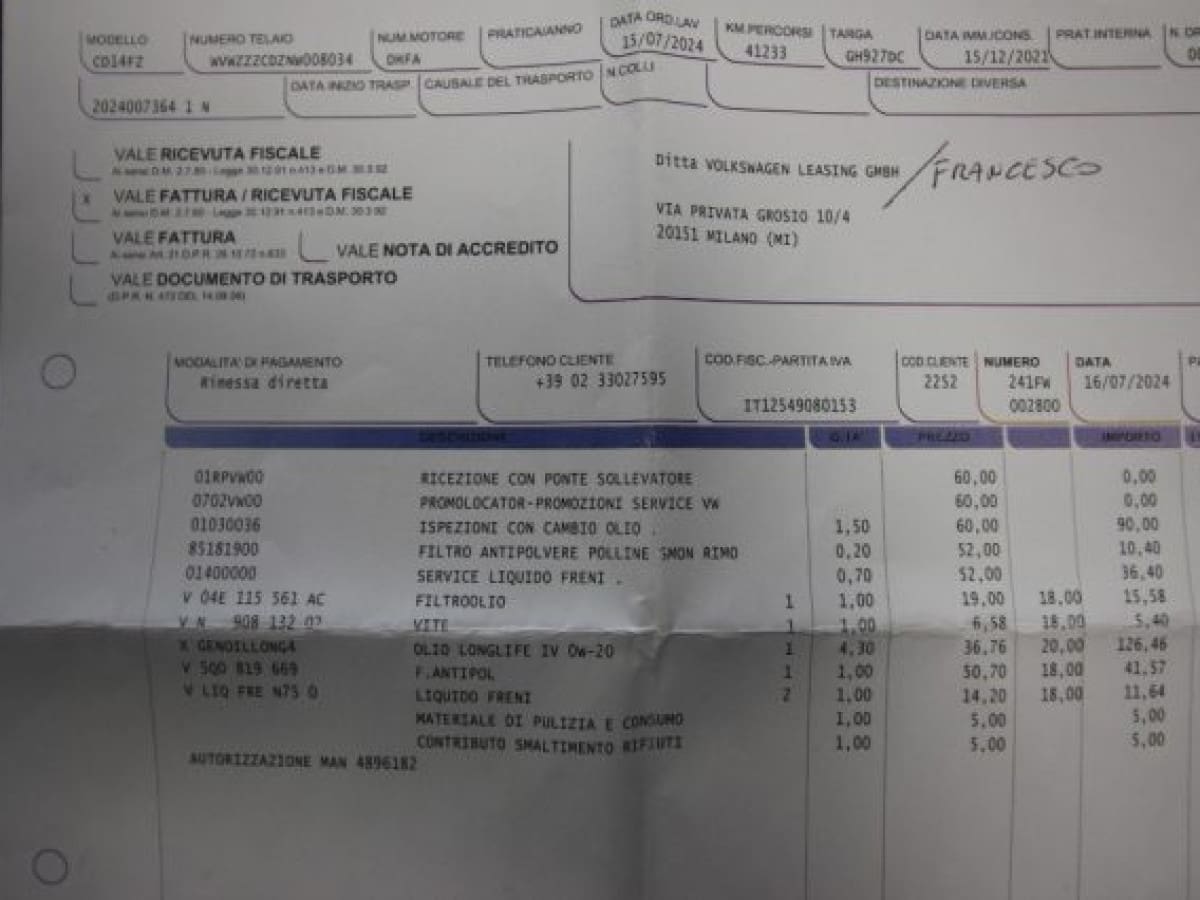 MODELLO NUMERO TELAIO NUM.MOTORE PRATICA/ANNO DATA ORD.LAV KM.PERCORSI TARGA DATA IMM./CONS. PRAT.INTERNA
CD14FZ WVWZZZCDZNW008034 DHFA 15/07/2024 41233 GH927DC 15/12/2021
DATA INIZIO TRASP. CAUSALE DEL TRASPORTO N.COLLI DESTINAZIONE DIVERSA
2024007364 1 N
VALE RICEVUTA FISCALE
x VALE FATTURA / RICEVUTA FISCALE
VALE FATTURA
VALE NOTA DI ACCREDITO
VALE DOCUMENTO DI TRASPORTO
Ditta VOLKSWAGEN LEASING GMBH / FRANCESCO
VIA PRIVATA GROSIO 10/4
20151 MILANO (MI)
MODALITA' DI PAGAMENTO TELEFONO CLIENTE COD.FISC.-PARTITA IVA COD.CLIENTE NUMERO DATA
Rimessa diretta +39 02 33027595 IT12549080153 2252 241FW 002800 16/07/2024
DESCRIZIONE Q.TA' PREZZO IMPORTO
01RPVW00 RICEZIONE CON PONTE SOLLEVATORE 60,00 0,00
0702VW00 PROMOLOCATOR-PROMOZIONI SERVICE VW 60,00 0,00
01030036 ISPEZIONI CON CAMBIO OLIO . 1,50 60,00 90,00
85181900 FILTRO ANTIPOLVERE POLLINE SMON RIMO 0,20 52,00 10,40
01400000 SERVICE LIQUIDO FRENI . 0,70 52,00 36,40
V 04E 115 561 AC FILTROOLIO 1 1,00 19,00 18,00 15,58
V N 908 132 02 VITE 1 1,00 6,58 18,00 5,40
X GENOILLONG4 OLIO LONGLIFE IV Ow-20 1 4,30 36,76 20,00 126,46
V 5Q0 819 669 F.ANTIPOL 1 1,00 50,70 18,00 41,57
V LIQ FRE N75 0 LIQUIDO FRENI 2 1,00 14,20 18,00 11,64
MATERIALE DI PULIZIA E CONSUMO 1,00 5,00 5,00
CONTRIBUTO SMALTIMENTO RIFIUTI 1,00 5,00 5,00
AUTORIZZAZIONE MAN 4896182